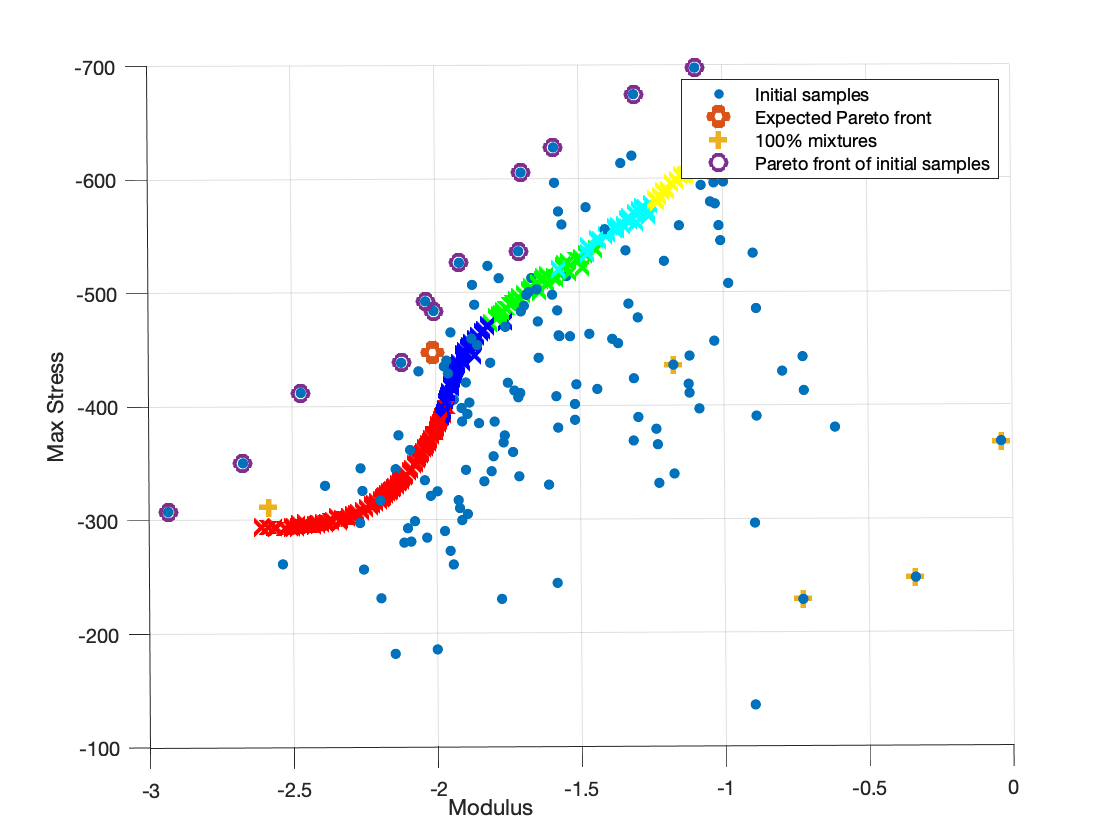 -700
-600
-500
-400
-300
-200
-100
Max Stress
Initial samples
Expected Pareto front
100% mixtures
Pareto front of initial samples
-3
-2.5
-2
-1.5
-1
-0.5
0
Modulus